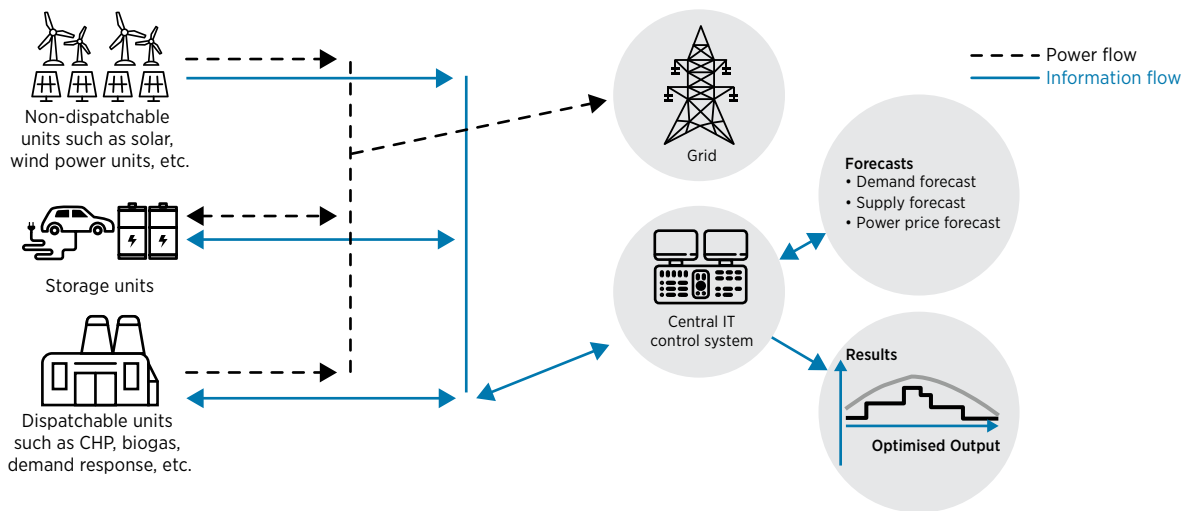 Non-dispatchable
units such as solar,
wind power units, etc.
Storage units
Dispatchable units
such as CHP, biogas,
demand response, etc.
Grid
Central IT
control system
Power flow
Information flow
Forecasts
• Demand forecast
• Supply forecast
• Power price forecast
Results
Optimised Output